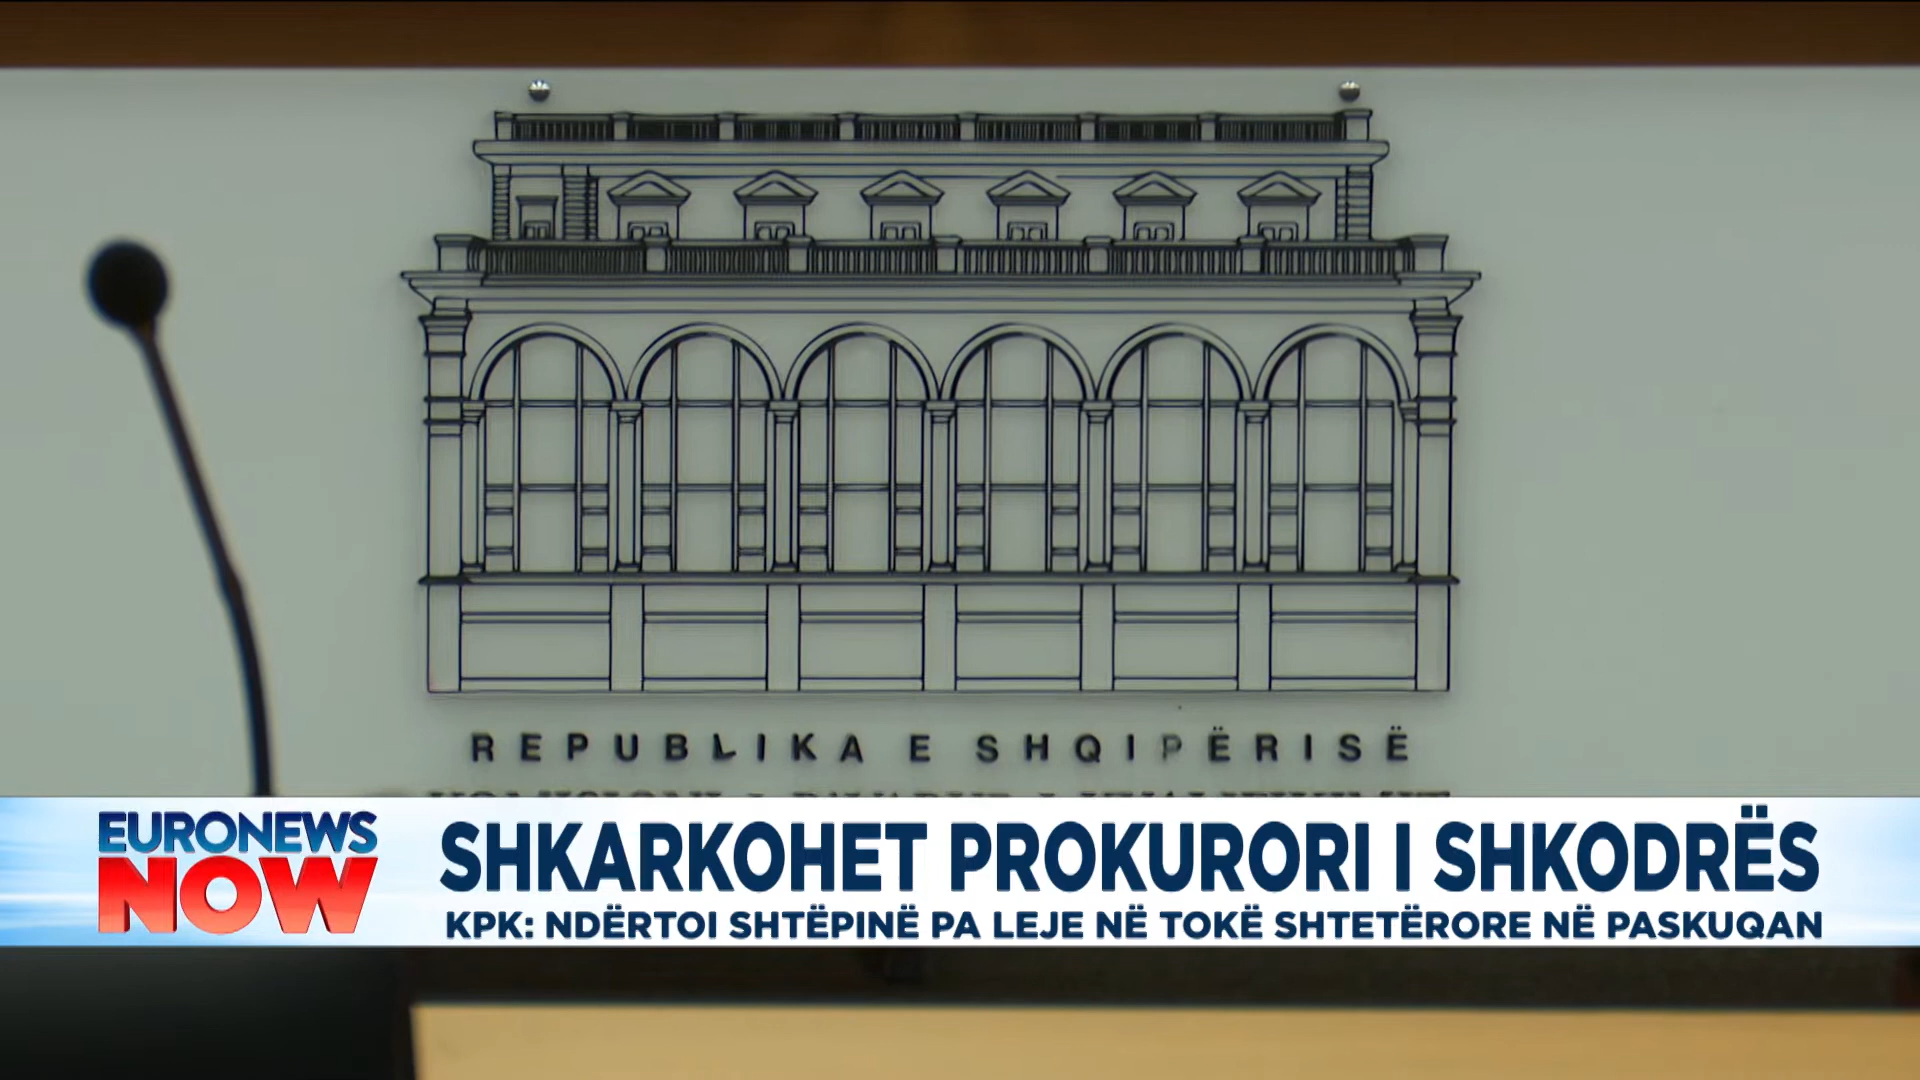 REPUBLIKA E SHQIPËRISË
EURONEWS
NOW
SHKARKOHET PROKURORI I SHKODRËS
KPK: NDËRTOI SHTËPINË PA LEJE NË TOKË SHTETËRORE NË PASKUQAN